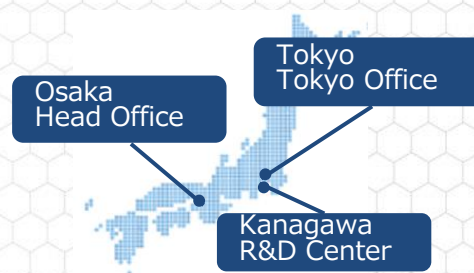 Tokyo
Tokyo Office
Osaka
Head Office
Kanagawa
R&D Center